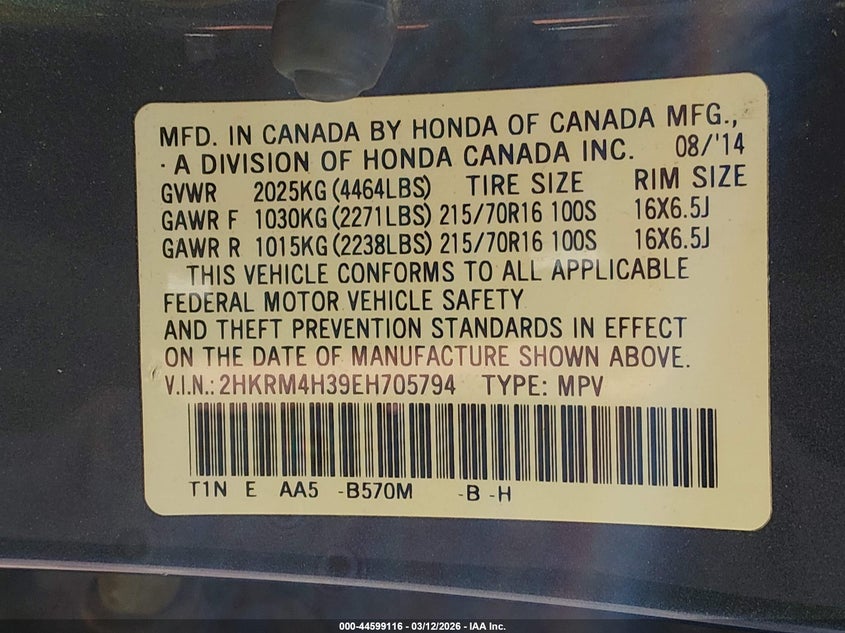 MFD. IN CANADA BY HONDA OF CANADA MFG.,
· A DIVISION OF HONDA CANADA INC. 08/'14
GVWR 2025KG (4464LBS) TIRE SIZE RIM SIZE
GAWR F 1030KG (2271LBS) 215/70R16 100S 16X6.5J
GAWR R 1015KG (2238LBS) 215/70R16 100S 16X6.5J
THIS VEHICLE CONFORMS TO ALL APPLICABLE
FEDERAL MOTOR VEHICLE SAFETY
AND THEFT PREVENTION STANDARDS IN EFFECT
ON THE DATE OF MANUFACTURE SHOWN ABOVE.
V.I.N.: 2HKRM4H39EH705794 TYPE: MPV
T1N E AA5 -B570M -B -H
000-44599116 - 03/12/2026 - IAA Inc.